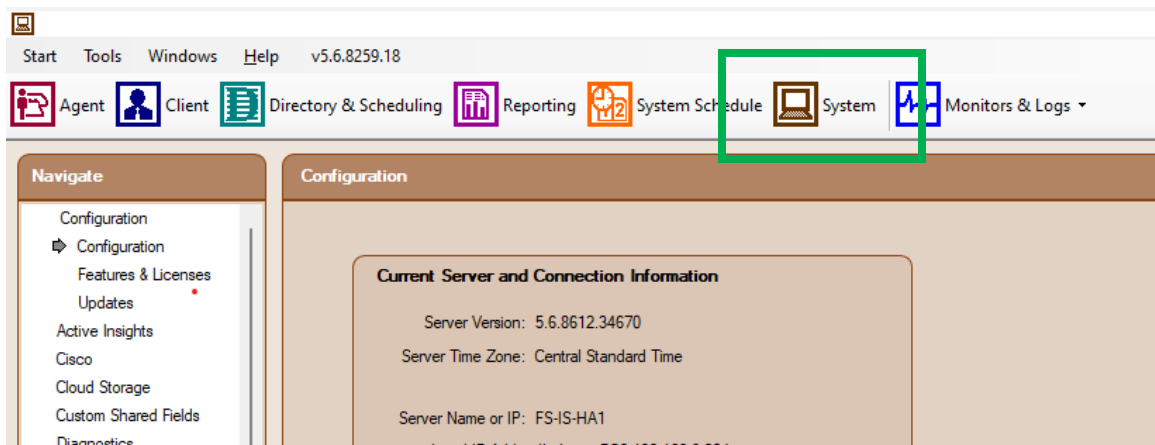 Start Tools Windows Help v5.6.8259.18
Agent Client Directory & Scheduling Reporting System Schedule System Monitors & Logs
Navigate
Configuration
Configuration
Configuration
Features & Licenses
Updates
Active Insights
Cisco
Cloud Storage
Custom Shared Fields
Diagnostics
Current Server and Connection Information
Server Version: 5.6.8612.34670
Server Time Zone: Central Standard Time
Server Name or IP: FS-IS-HA1